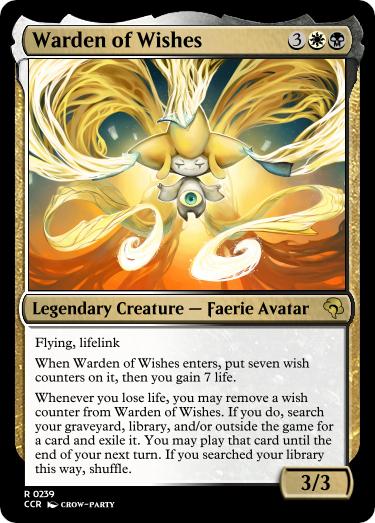 Warden of Wishes 3
Legendary Creature — Faerie Avatar
Flying, lifelink
When Warden of Wishes enters, put seven wish
counters on it, then you gain 7 life.
Whenever you lose life, you may remove a wish
counter from Warden of Wishes. If you do, search
your graveyard, library, and/or outside the game
for a card and exile it. You may play that card until the
end of your next turn. If you searched your library
this way, shuffle.
3/3
R 0239
CCR CROW-PARTY